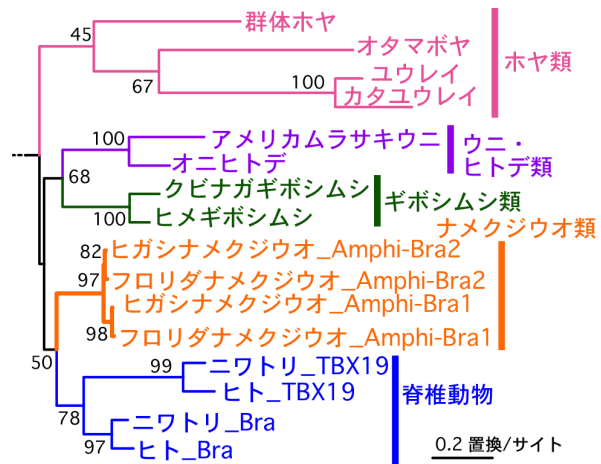 群体ホヤ
45
オタマボヤ
67
100
ユウレイ
カタユウレイ
ホヤ類
100
アメリカムラサキウニ
オニヒトデ
ウニ・
ヒトデ類
68
クビナガギボシムシ
100
ヒメギボシムシ
ギボシムシ類
ナメクジウオ類
82
ヒガシナメクジウオ_Amphi-Bra2
97
フロリダナメクジウオ_Amphi-Bra2
ヒガシナメクジウオ_Amphi-Bra1
98
フロリダナメクジウオ_Amphi-Bra1
50
99
ニワトリ_TBX19
ヒト_TBX19
脊椎動物
78
ニワトリ_Bra
97
ヒト_Bra
0.2 置換/サイト